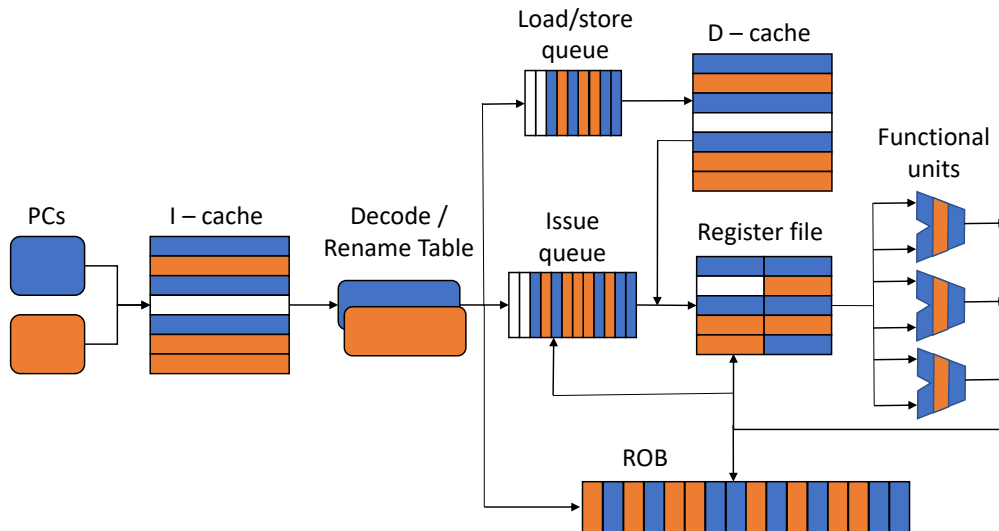 Load/store
queue
D – cache
Functional
units
PCs
I – cache
Decode /
Rename Table
Issue
queue
Register file
ROB